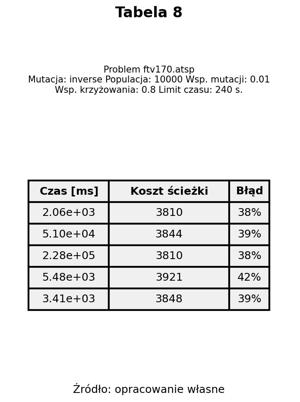 Tabela 8
Problem ftv170.atsp
Mutacja: inverse Populacja: 10000 Wsp. mutacji: 0.01
Wsp. krzyżowania: 0.8 Limit czasu: 240 s.
Czas [ms] Koszt ścieżki Błąd
2.06e+03 3810 38%
5.10e+04 3844 39%
2.28e+05 3810 38%
5.48e+03 3921 42%
3.41e+03 3848 39%
Źródło: opracowanie własne